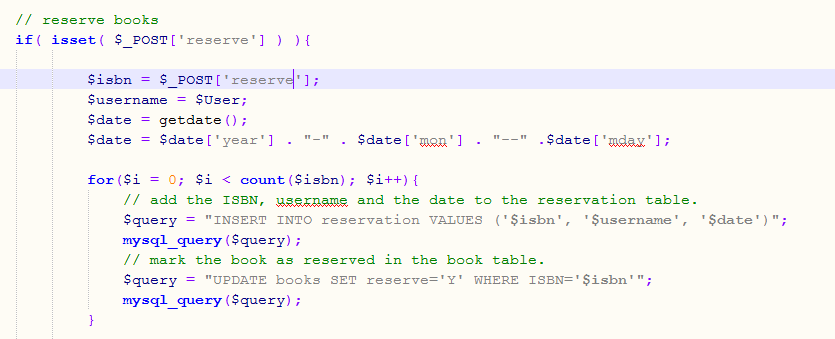 // reserve books
if( isset( $_POST['reserve'] ) ){
$isbn = $_POST['reserve'];
$username = $User;
$date = getdate();
$date = $date['year'] . "-" . $date['mon'] . "--" .$date['mday'];
for($i = 0; $i < count($isbn); $i++){
// add the ISBN, username and the date to the reservation table.
$query = "INSERT INTO reservation VALUES ('$isbn', '$username', '$date')";
mysql_query($query);
// mark the book as reserved in the book table.
$query = "UPDATE books SET reserve='Y' WHERE ISBN='$isbn'";
mysql_query($query);
}